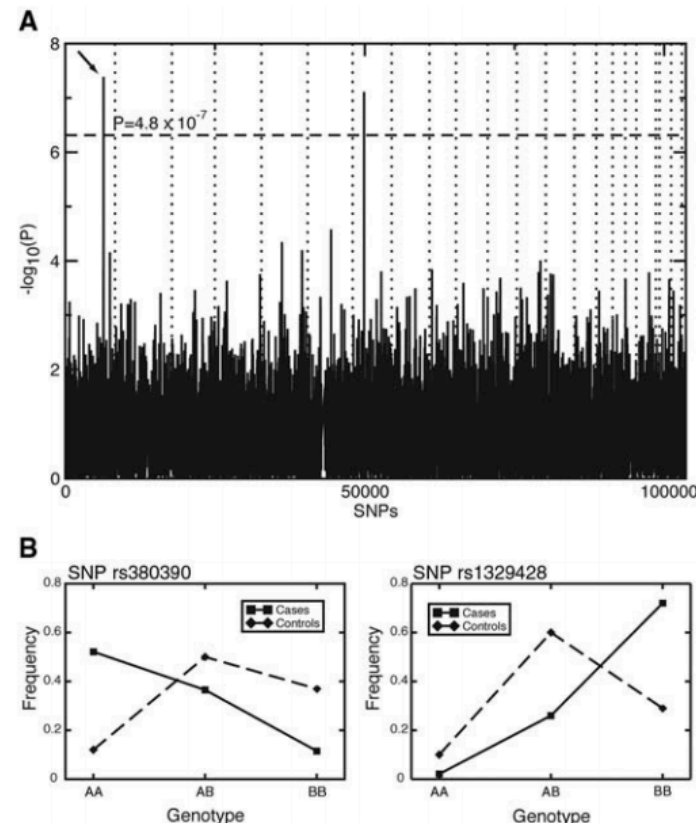 A
8
P=4.8 x 10-7
6
-log10(P)
4
2
0
0 50000 100000
SNPs
B
SNP rs380390
0.8
Cases
Controls
0.6
Frequency
0.4
0.2
0
AA AB BB
Genotype
SNP rs1329428
0.8
Cases
Controls
0.6
Frequency
0.4
0.2
0
AA AB BB
Genotype